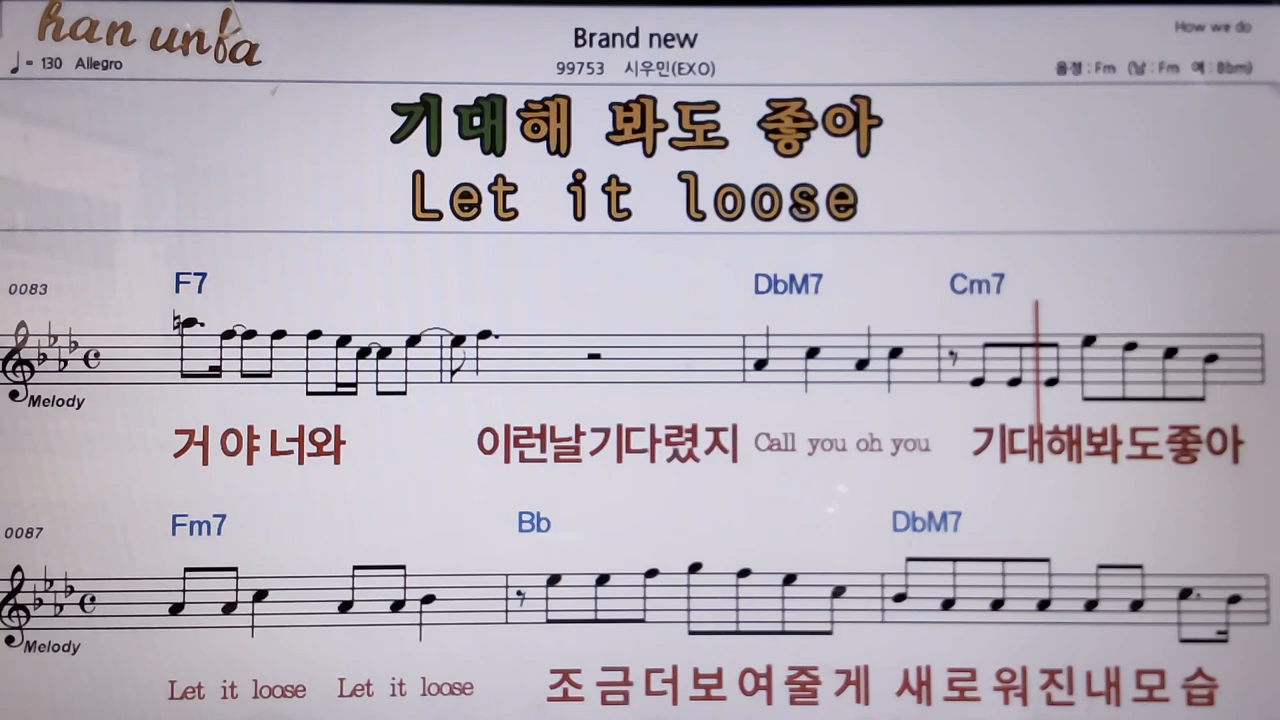 han unfa
Brand new
How we do
♩= 130 Allegro
99753 시우민(EXO)
음정 : Fm (남 : Fm 여 : Bbm)
기대해 봐도 좋아
Let it loose
0083 F7 DbM7 Cm7
Melody
거야너와 이런날기다렸지 Call you oh you 기대해봐도좋아
0087 Fm7 Bb DbM7
Melody
Let it loose Let it loose 조금더보여줄게 새로워진내모습